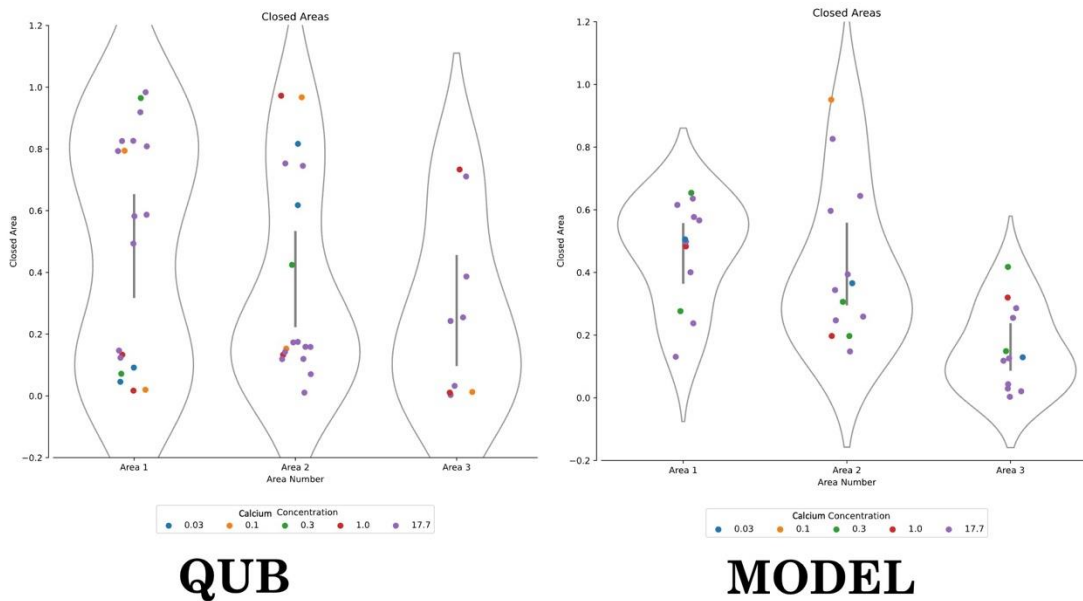 Closed Areas
1.2
1.0
0.8
0.6
0.4
0.2
0.0
−0.2
Closed Area
Area 1 Area 2 Area 3
Area Number
Calcium Concentration
0.03 0.1 0.3 1.0 17.7
QUB
Closed Areas
1.2
1.0
0.8
0.6
0.4
0.2
0.0
−0.2
Closed Area
Area 1 Area 2 Area 3
Area Number
Calcium Concentration
0.03 0.1 0.3 1.0 17.7
MODEL